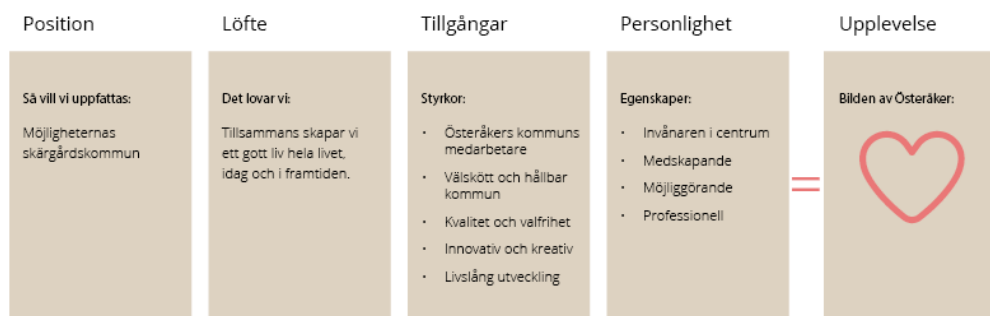 Position
Så vill vi uppfattas:
Möjligheternas
skärgårdskommun
Löfte
Det lovar vi:
Tillsammans skapar vi
ett gott liv hela livet,
idag och i framtiden.
Tillgångar
Styrkor:
· Österåkers kommuns
medarbetare
· Välskött och hållbar
kommun
· Kvalitet och valfrihet
· Innovativ och kreativ
· Livslång utveckling
Personlighet
Egenskaper:
· Invånaren i centrum
· Medskapande
· Möjliggörande
· Professionell
=
Upplevelse
Bilden av Österåker: